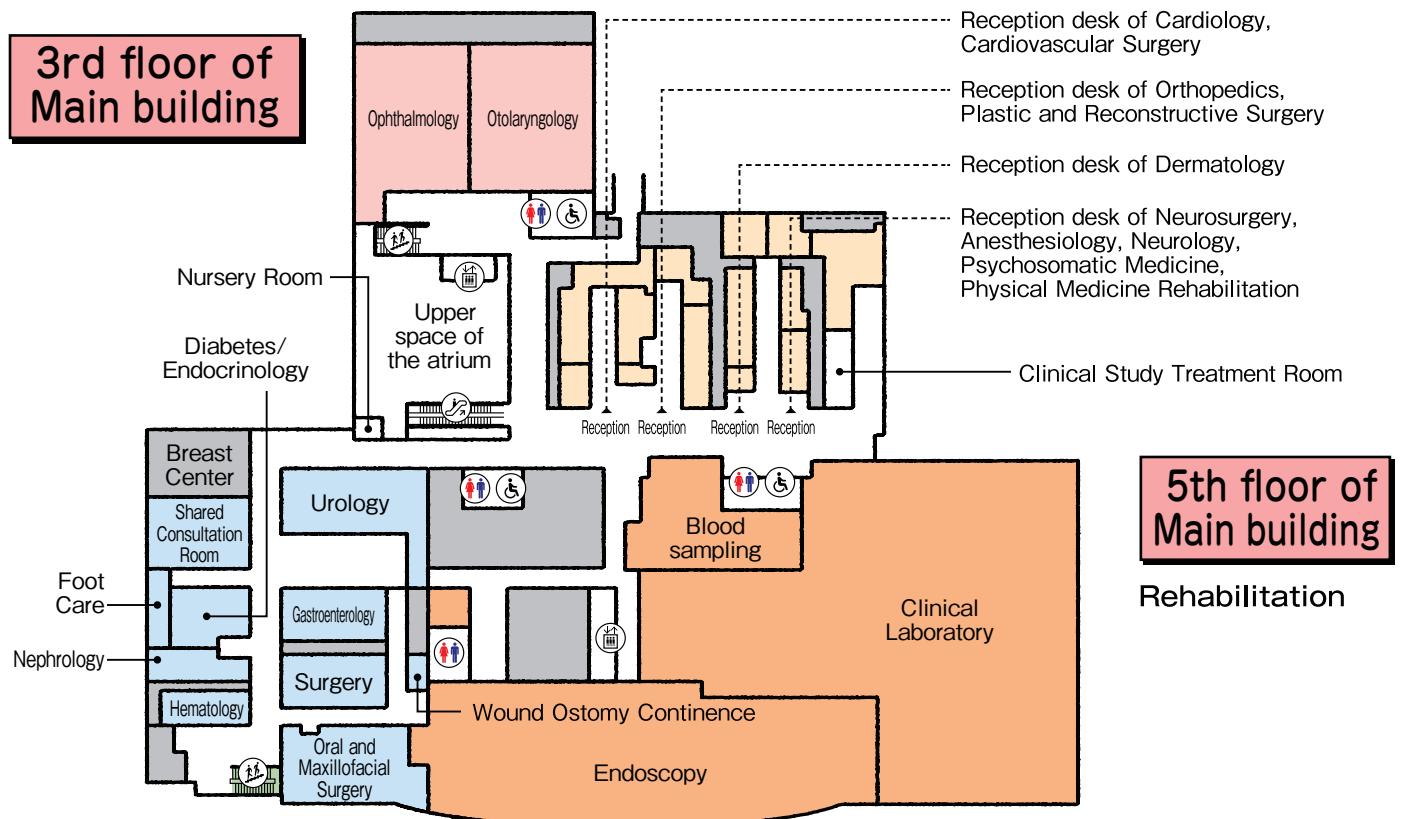 3rd floor of
Main building
Ophthalmology
Otolaryngology
Reception desk of Cardiology,
Cardiovascular Surgery
Reception desk of Orthopedics,
Plastic and Reconstructive Surgery
Reception desk of Dermatology
Reception desk of Neurosurgery,
Anesthesiology, Neurology,
Psychosomatic Medicine,
Physical Medicine Rehabilitation
Nursery Room
Upper
space of
the atrium
Diabetes/
Endocrinology
Clinical Study Treatment Room
Reception
Reception
Reception
Reception
Breast
Center
Shared
Consultation
Room
Urology
Blood
sampling
5th floor of
Main building
Rehabilitation
Foot
Care
Gastroenterology
Clinical
Laboratory
Nephrology
Surgery
Hematology
Wound Ostomy Continence
Oral and
Maxillofacial
Surgery
Endoscopy